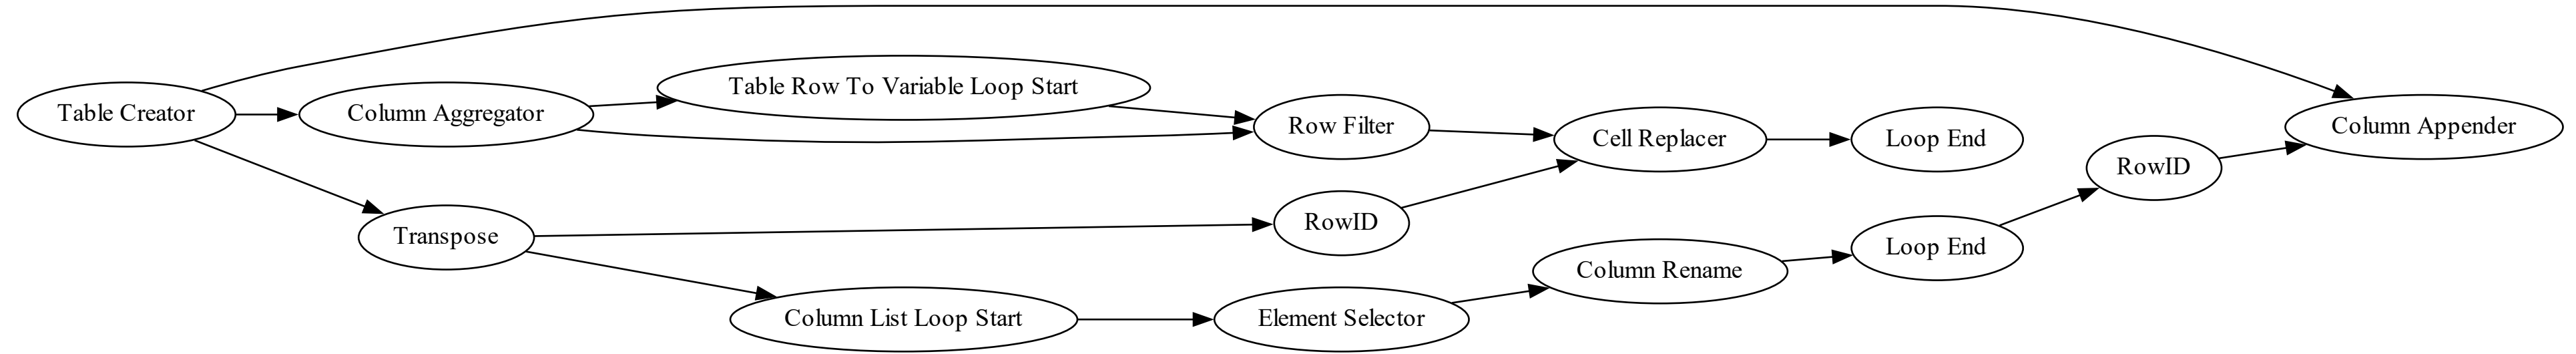 Table Creator
Column Aggregator
Table Row To Variable Loop Start
Row Filter
Cell Replacer
Loop End
Column Appender
Transpose
RowID
RowID
Column List Loop Start
Element Selector
Column Rename
Loop End